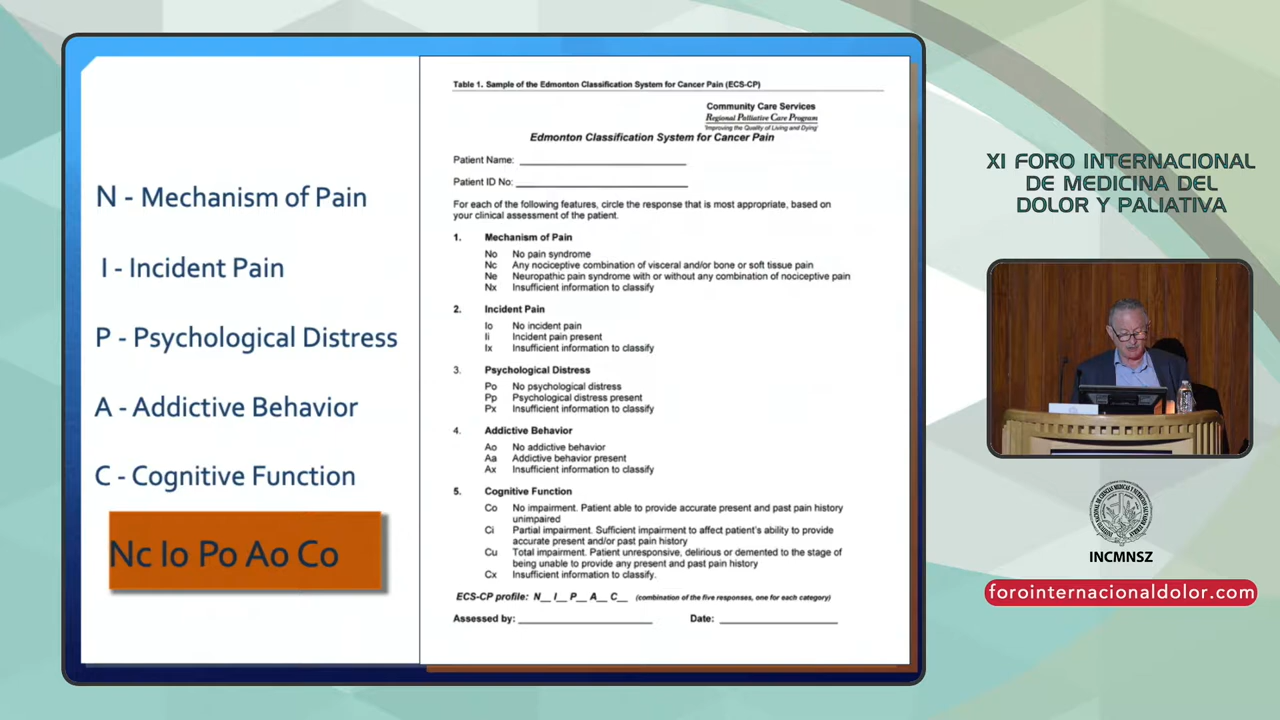 N - Mechanism of Pain
I - Incident Pain
P - Psychological Distress
A - Addictive Behavior
C - Cognitive Function
Nc Io Po Ao Co
Table 1. Sample of the Edmonton Classification System for Cancer Pain (ECS-CP)
Community Care Services
Regional Palliative Care Program
'Improving the Quality of Living and Dying'
Edmonton Classification System for Cancer Pain
Patient Name: ____________________
Patient ID No: ____________________
For each of the following features, circle the response that is most appropriate, based on
your clinical assessment of the patient.
1. Mechanism of Pain
No No pain syndrome
Nc Any nociceptive combination of visceral and/or bone or soft tissue pain
Ne Neuropathic pain syndrome with or without any combination of nociceptive pain
Nx Insufficient information to classify
2. Incident Pain
Io No incident pain
Ii Incident pain present
Ix Insufficient information to classify
3. Psychological Distress
Po No psychological distress
Pp Psychological distress present
Px Insufficient information to classify
4. Addictive Behavior
Ao No addictive behavior
Aa Addictive behavior present
Ax Insufficient information to classify
5. Cognitive Function
Co No impairment. Patient able to provide accurate present and past pain history
unimpaired
Ci Partial impairment. Sufficient impairment to affect patient's ability to provide
accurate present and/or past pain history
Cu Total impairment. Patient unresponsive, delirious or demented to the stage of
being unable to provide any present and past pain history
Cx Insufficient information to classify.
ECS-CP profile: N__ I__ P__ A__ C__ (combination of the five responses, one for each category)
Assessed by: ____________________ Date: ____________________
XI FORO INTERNACIONAL
DE MEDICINA DEL
DOLOR Y PALIATIVA
INCMNSZ
forointernacionaldolor.com